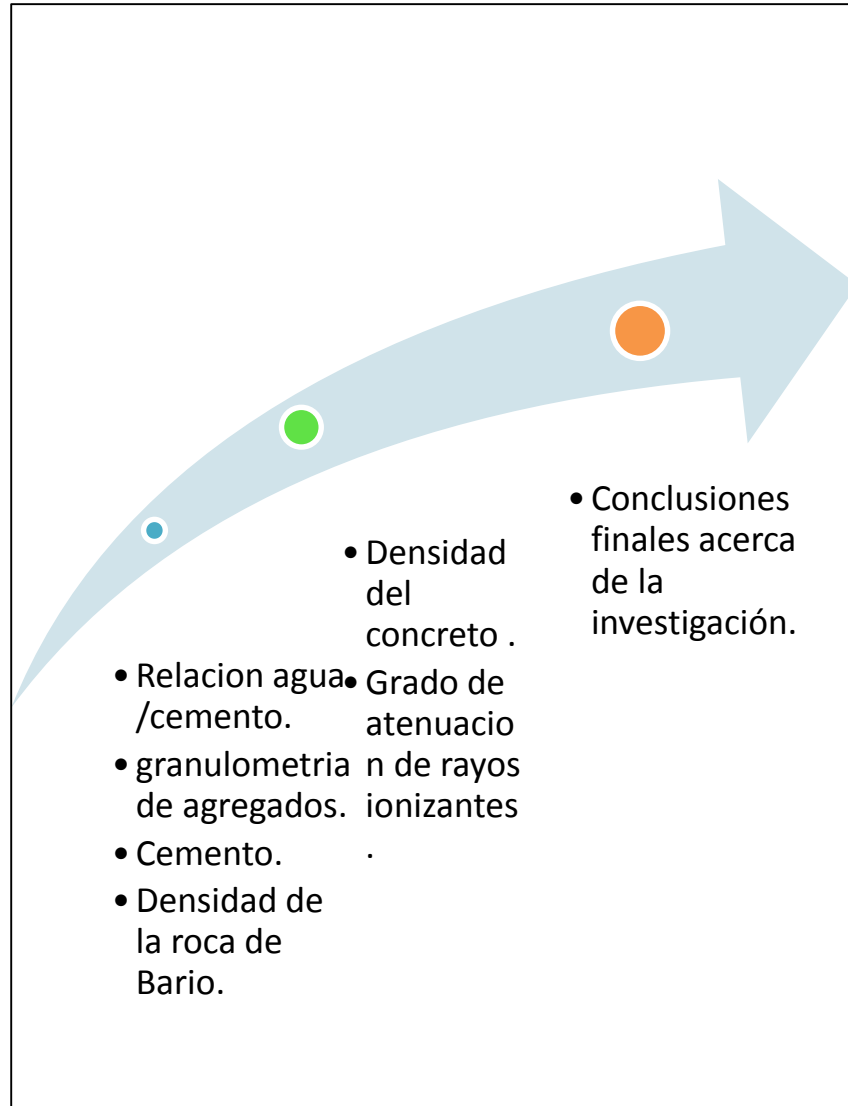 • Relacion agua
/cemento.
• granulometria
de agregados.
• Cemento.
• Densidad de
la roca de
Bario.
• Densidad
del
concreto .
• Grado de
atenuacio
n de rayos
ionizantes
.
• Conclusiones
finales acerca
de la
investigación.